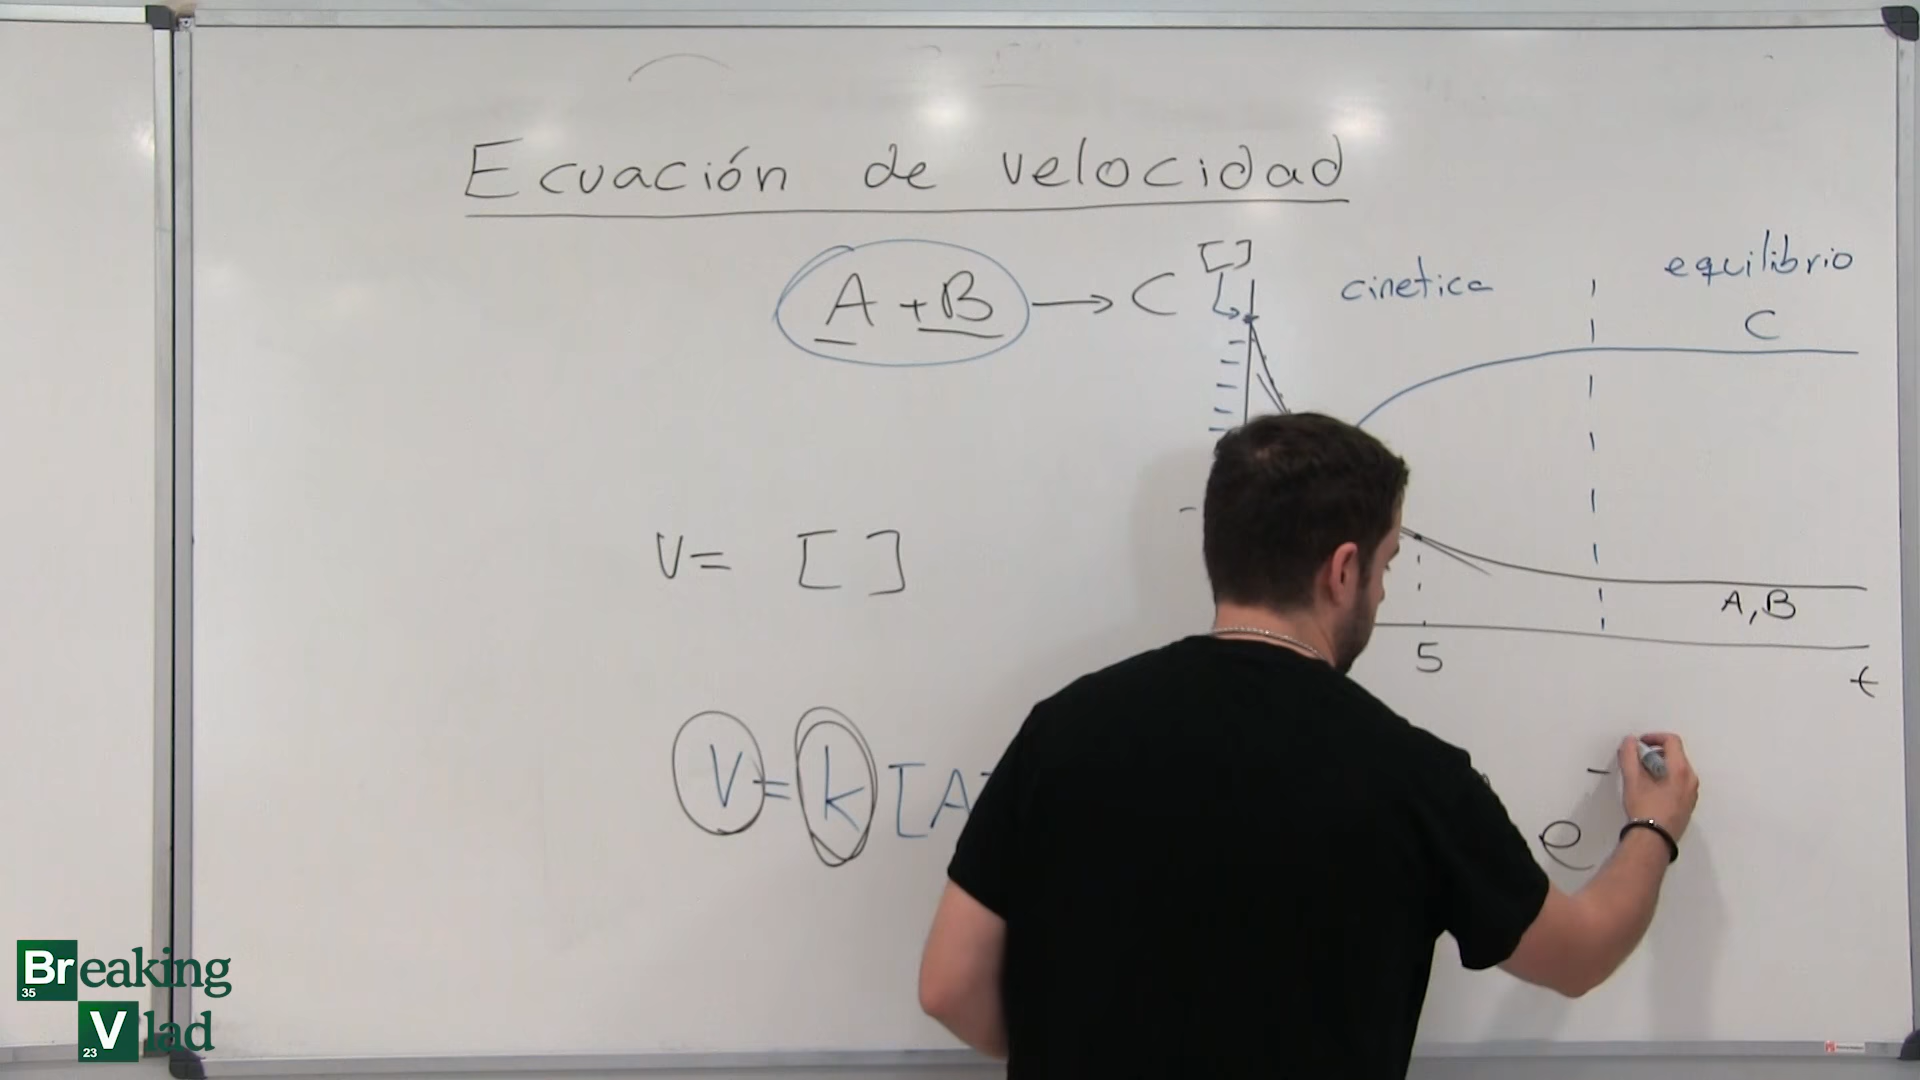 Ecuación de velocidad
A + B → C
[ ]
cinetica
equilibrio
C
V= [ ]
A,B
5
t
V= k [A
e-
Breaking
35
Vlad
23